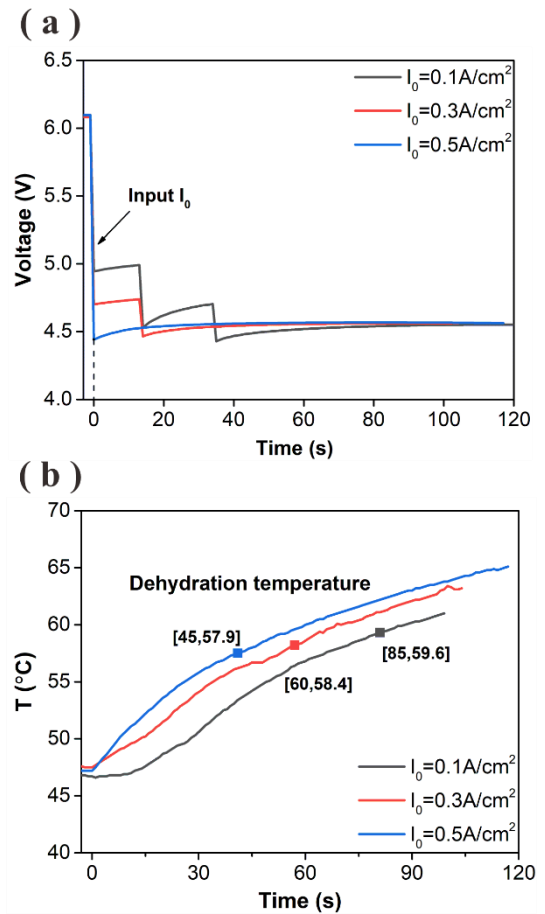 ( a )
6.5
6.0
5.5
5.0
4.5
4.0
Voltage (V)
I₀=0.1A/cm²
I₀=0.3A/cm²
I₀=0.5A/cm²
Input I₀
0 20 40 60 80 100 120
Time (s)
( b )
70
65
60
55
50
45
40
T (°C)
Dehydration temperature
[45,57.9]
[85,59.6]
[60,58.4]
I₀=0.1A/cm²
I₀=0.3A/cm²
I₀=0.5A/cm²
0 30 60 90 120
Time (s)